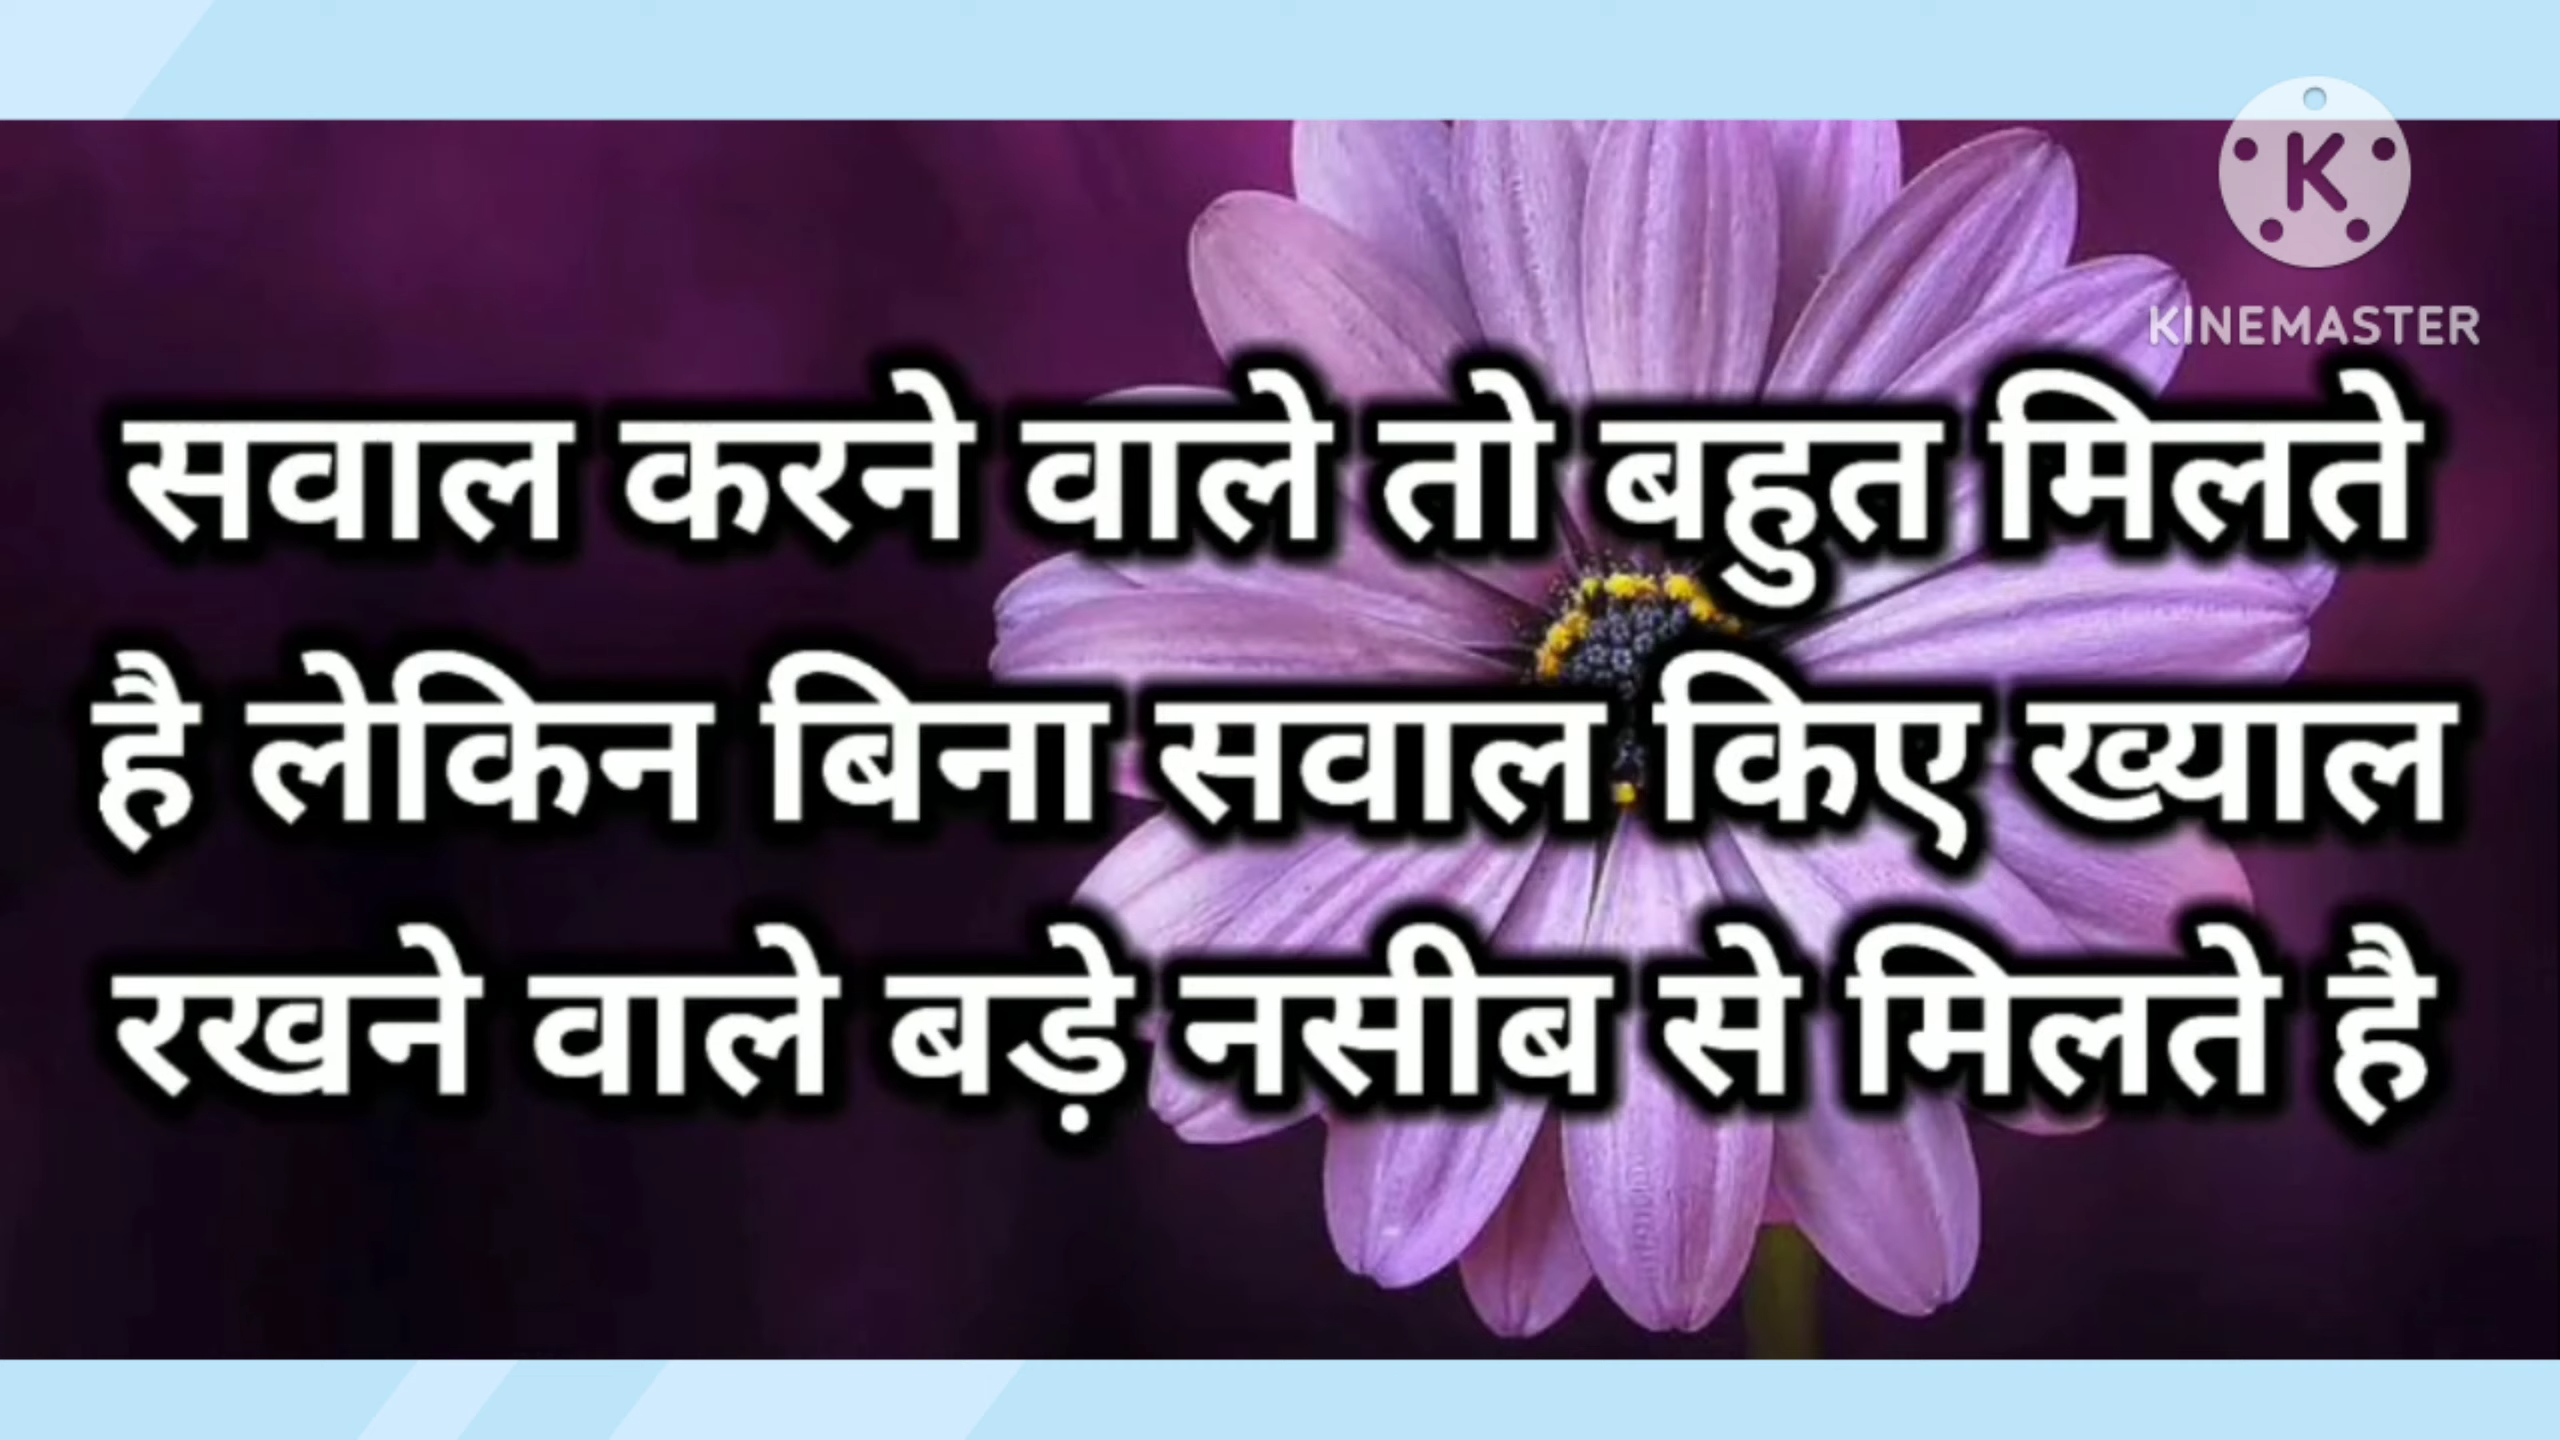 KINEMASTER
सवाल करने वाले तो बहुत मिलते
है लेकिन बिना सवाल किए ख्याल
रखने वाले बड़े नसीब से मिलते है